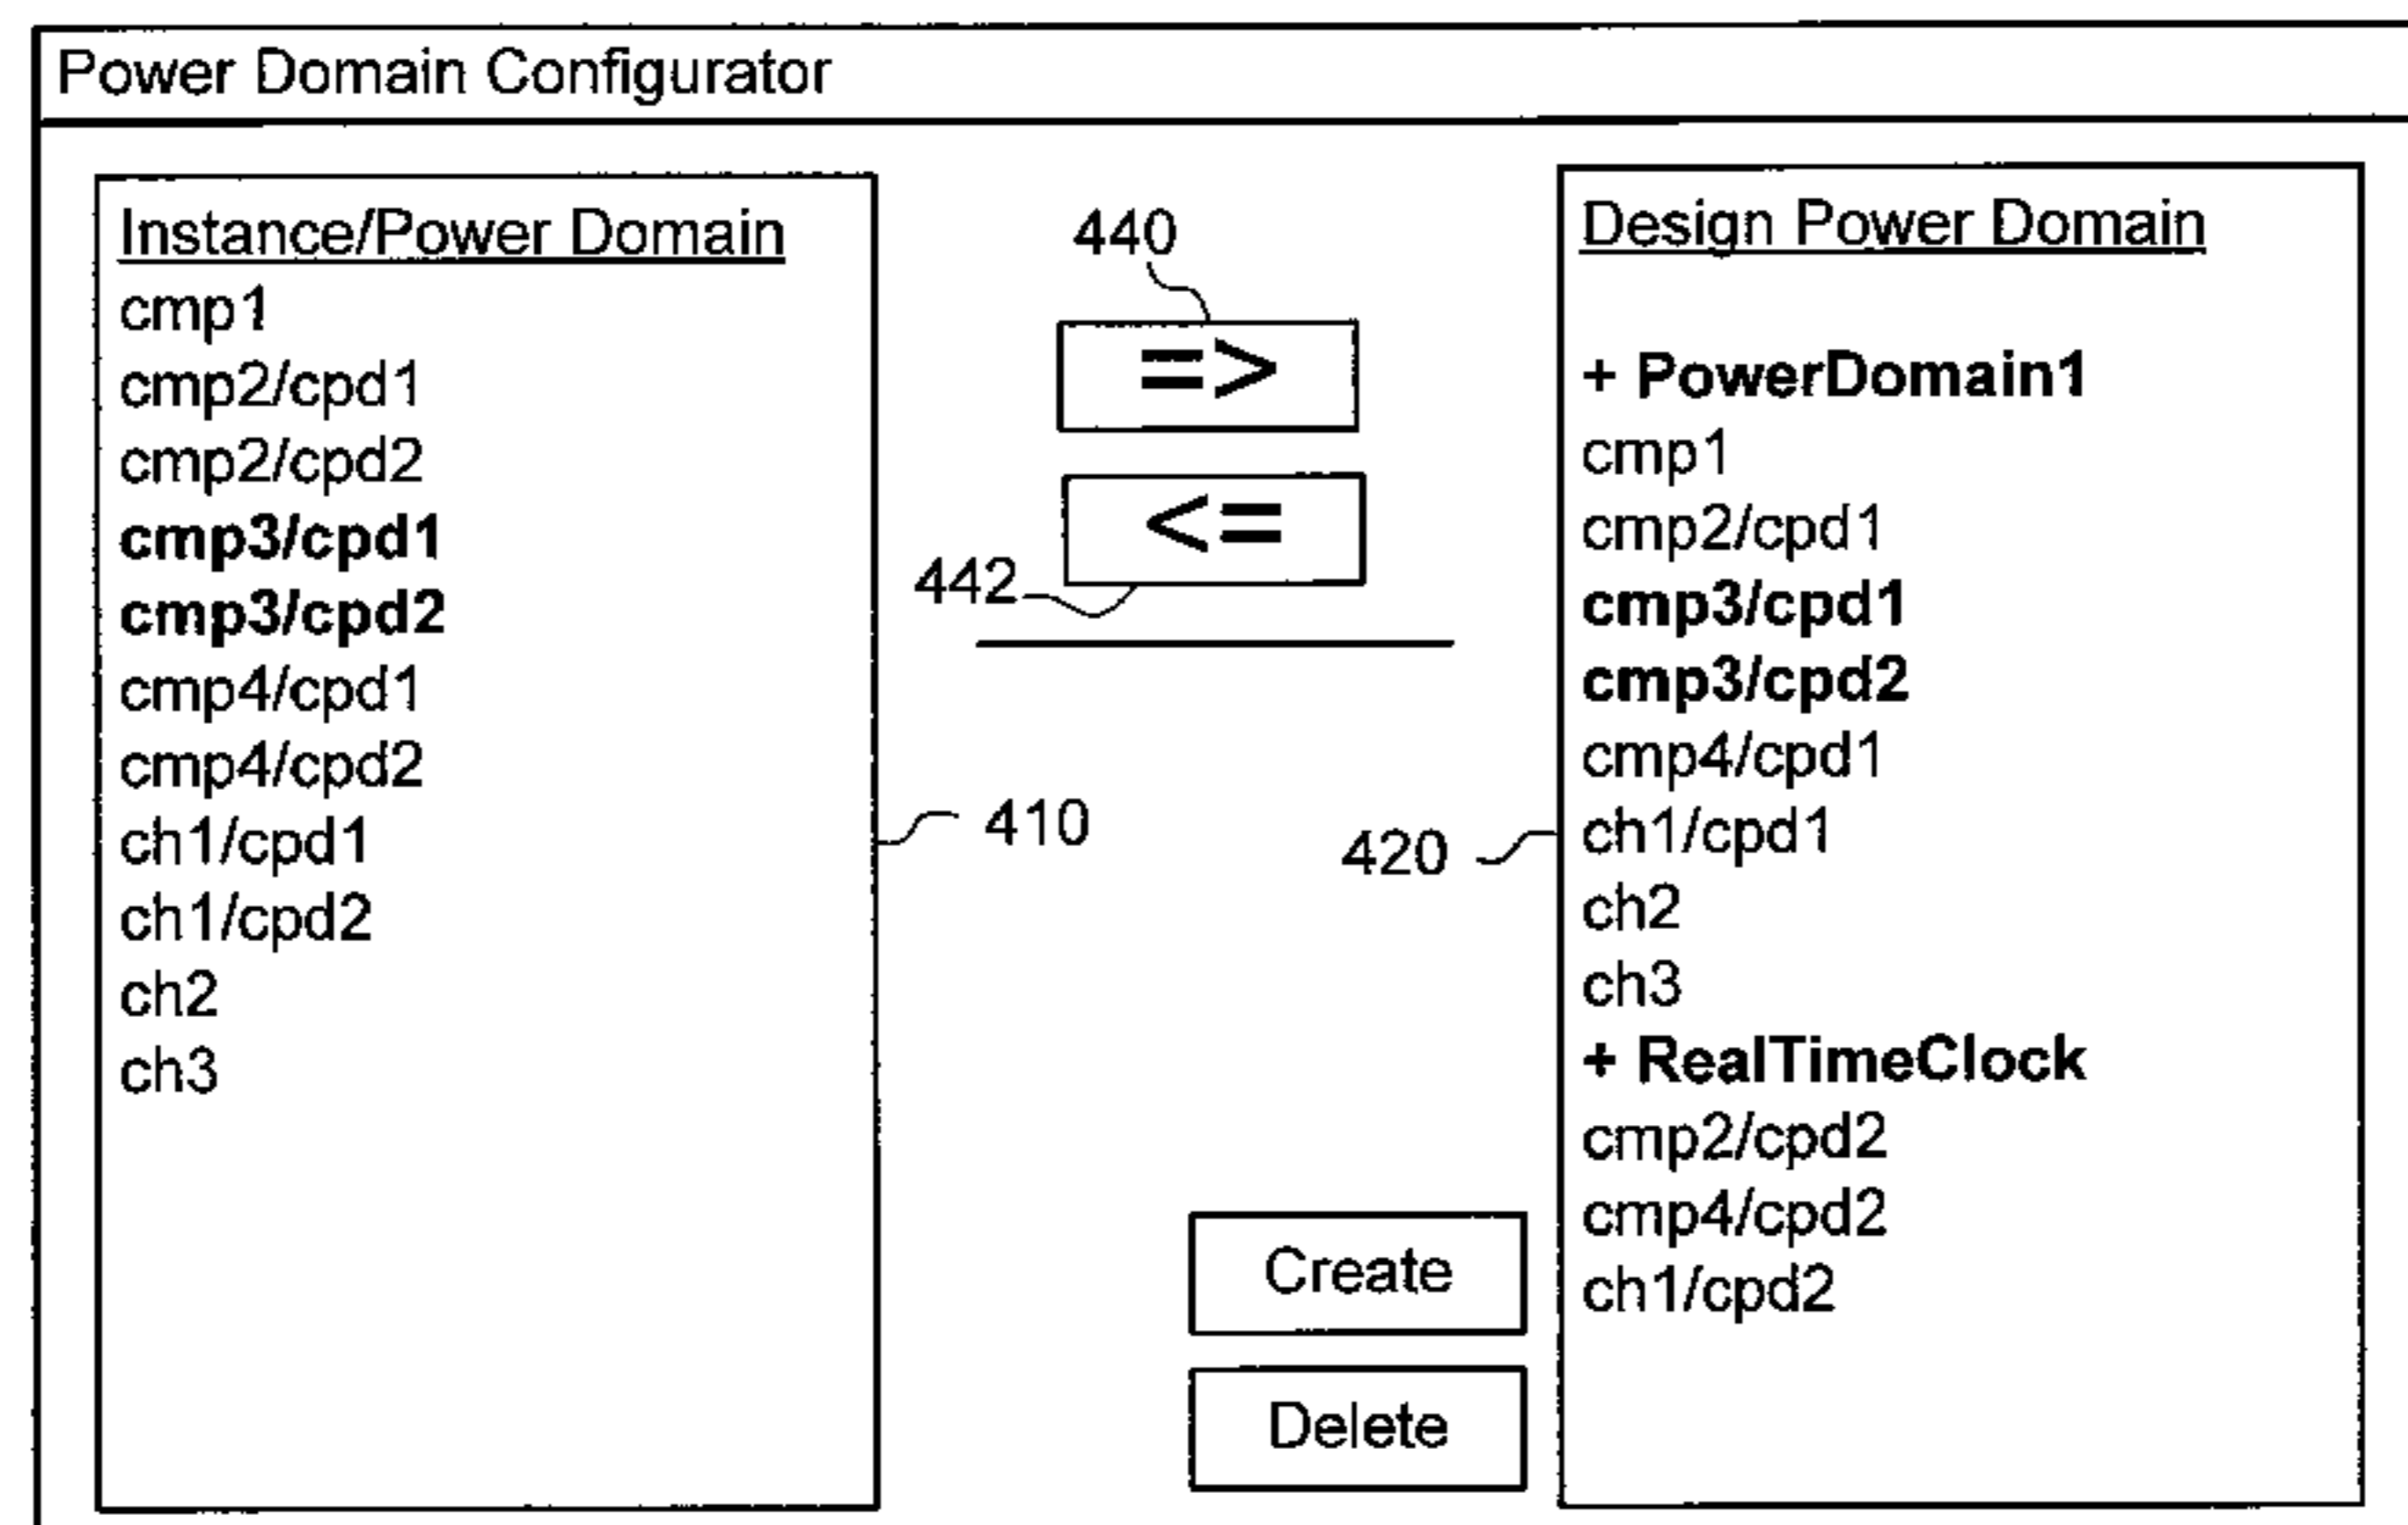 Power Domain Configurator
Instance/Power Domain
cmp1
cmp2/cpd1
cmp2/cpd2
cmp3/cpd1
cmp3/cpd2
cmp4/cpd1
cmp4/cpd2
ch1/cpd1
ch1/cpd2
ch2
ch3
440
=>
<=
442
410
420
Create
Delete
Design Power Domain
+ PowerDomain1
cmp1
cmp2/cpd1
cmp3/cpd1
cmp3/cpd2
cmp4/cpd1
ch1/cpd1
ch2
ch3
+ RealTimeClock
cmp2/cpd2
cmp4/cpd2
ch1/cpd2